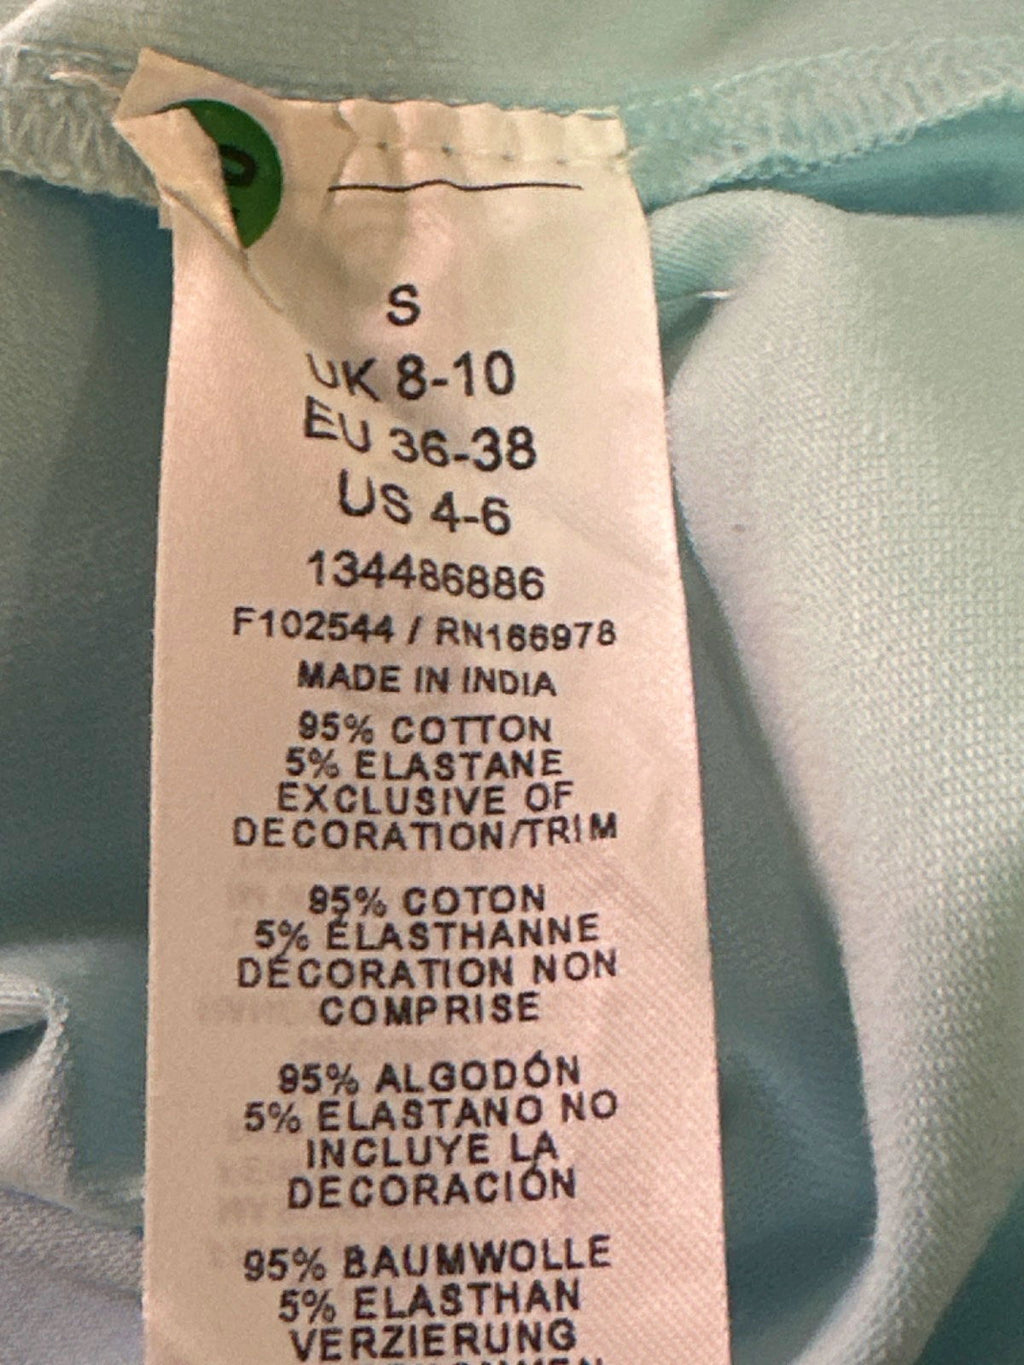 S
UK 8-10
EU 36-38
US 4-6
134486886
F102544 / RN166978
MADE IN INDIA
95% COTTON
5% ELASTANE
EXCLUSIVE OF
DECORATION/TRIM
95% COTON
5% ÉLASTHANNE
DÉCORATION NON
COMPRISE
95% ALGODÓN
5% ELASTANO NO
INCLUYE LA
DECORACIÓN
95% BAUMWOLLE
5% ELASTHAN
VERZIERUNG